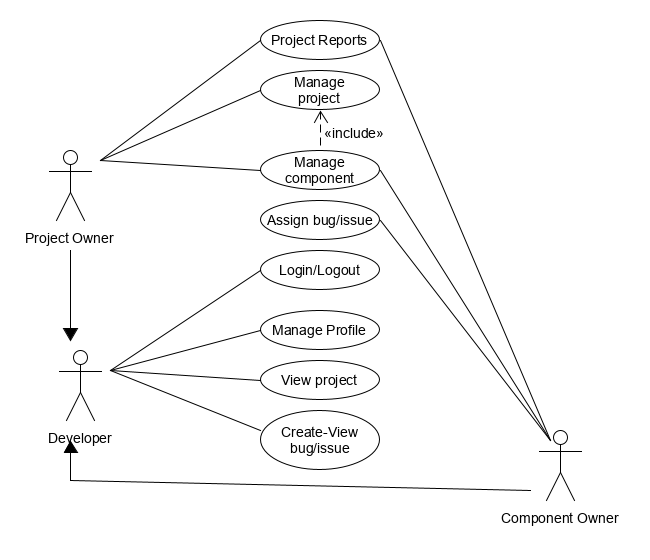 Project Reports
Manage
project
«include»
Manage
component
Project Owner
Assign bug/issue
Login/Logout
Manage Profile
View project
Developer
Create-View
bug/issue
Component Owner